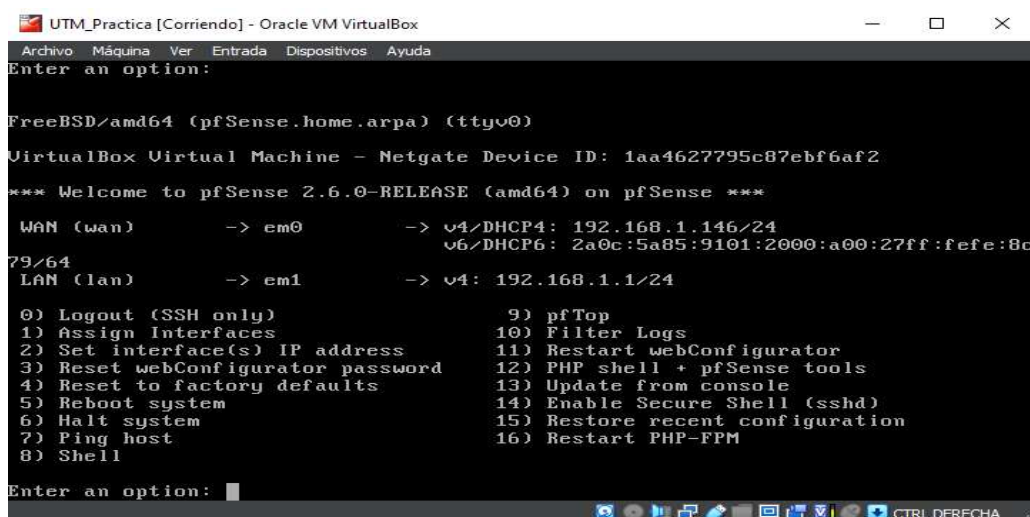 UTM_Practica [Corriendo] - Oracle VM VirtualBox
Archivo Máquina Ver Entrada Dispositivos Ayuda
Enter an option:
FreeBSD/amd64 (pfSense.home.arpa) (ttyv0)
VirtualBox Virtual Machine - Netgate Device ID: 1aa4627795c87ebf6af2
*** Welcome to pfSense 2.6.0-RELEASE (amd64) on pfSense ***
WAN (wan) -> em0 -> v4/DHCP4: 192.168.1.146/24
v6/DHCP6: 2a0c:5a85:9101:2000:a00:27ff:fefe:8c
79/64
LAN (lan) -> em1 -> v4: 192.168.1.1/24
0) Logout (SSH only) 9) pfTop
1) Assign Interfaces 10) Filter Logs
2) Set interface(s) IP address 11) Restart webConfigurator
3) Reset webConfigurator password 12) PHP shell + pfSense tools
4) Reset to factory defaults 13) Update from console
5) Reboot system 14) Enable Secure Shell (sshd)
6) Halt system 15) Restore recent configuration
7) Ping host 16) Restart PHP-FPM
8) Shell
Enter an option:
CTRL DERECHA